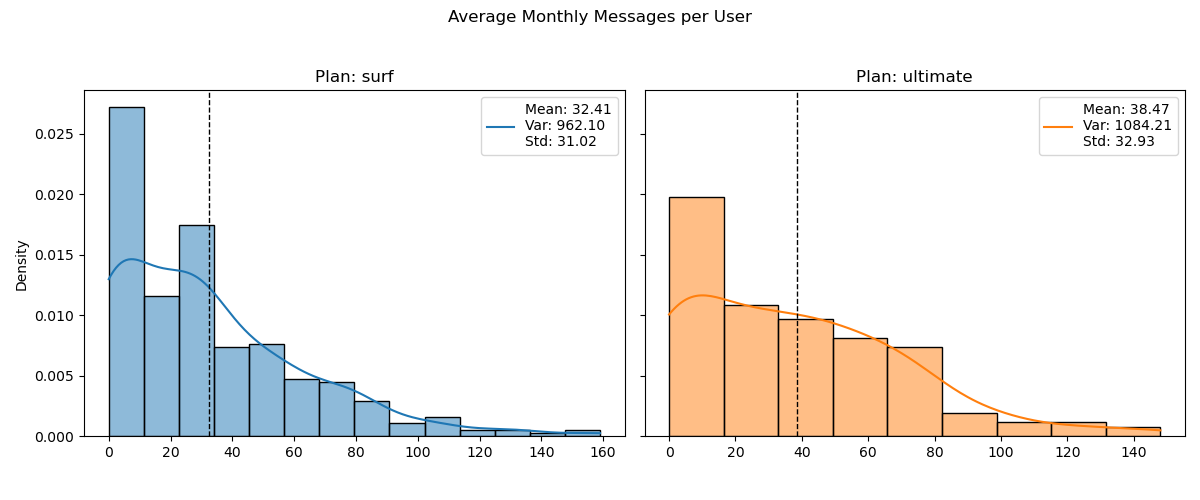 Average Monthly Messages per User
Plan: surf
Mean: 32.41
Var: 962.10
Std: 31.02
Density
0.025
0.020
0.015
0.010
0.005
0.000
0 20 40 60 80 100 120 140 160
Plan: ultimate
Mean: 38.47
Var: 1084.21
Std: 32.93
0 20 40 60 80 100 120 140